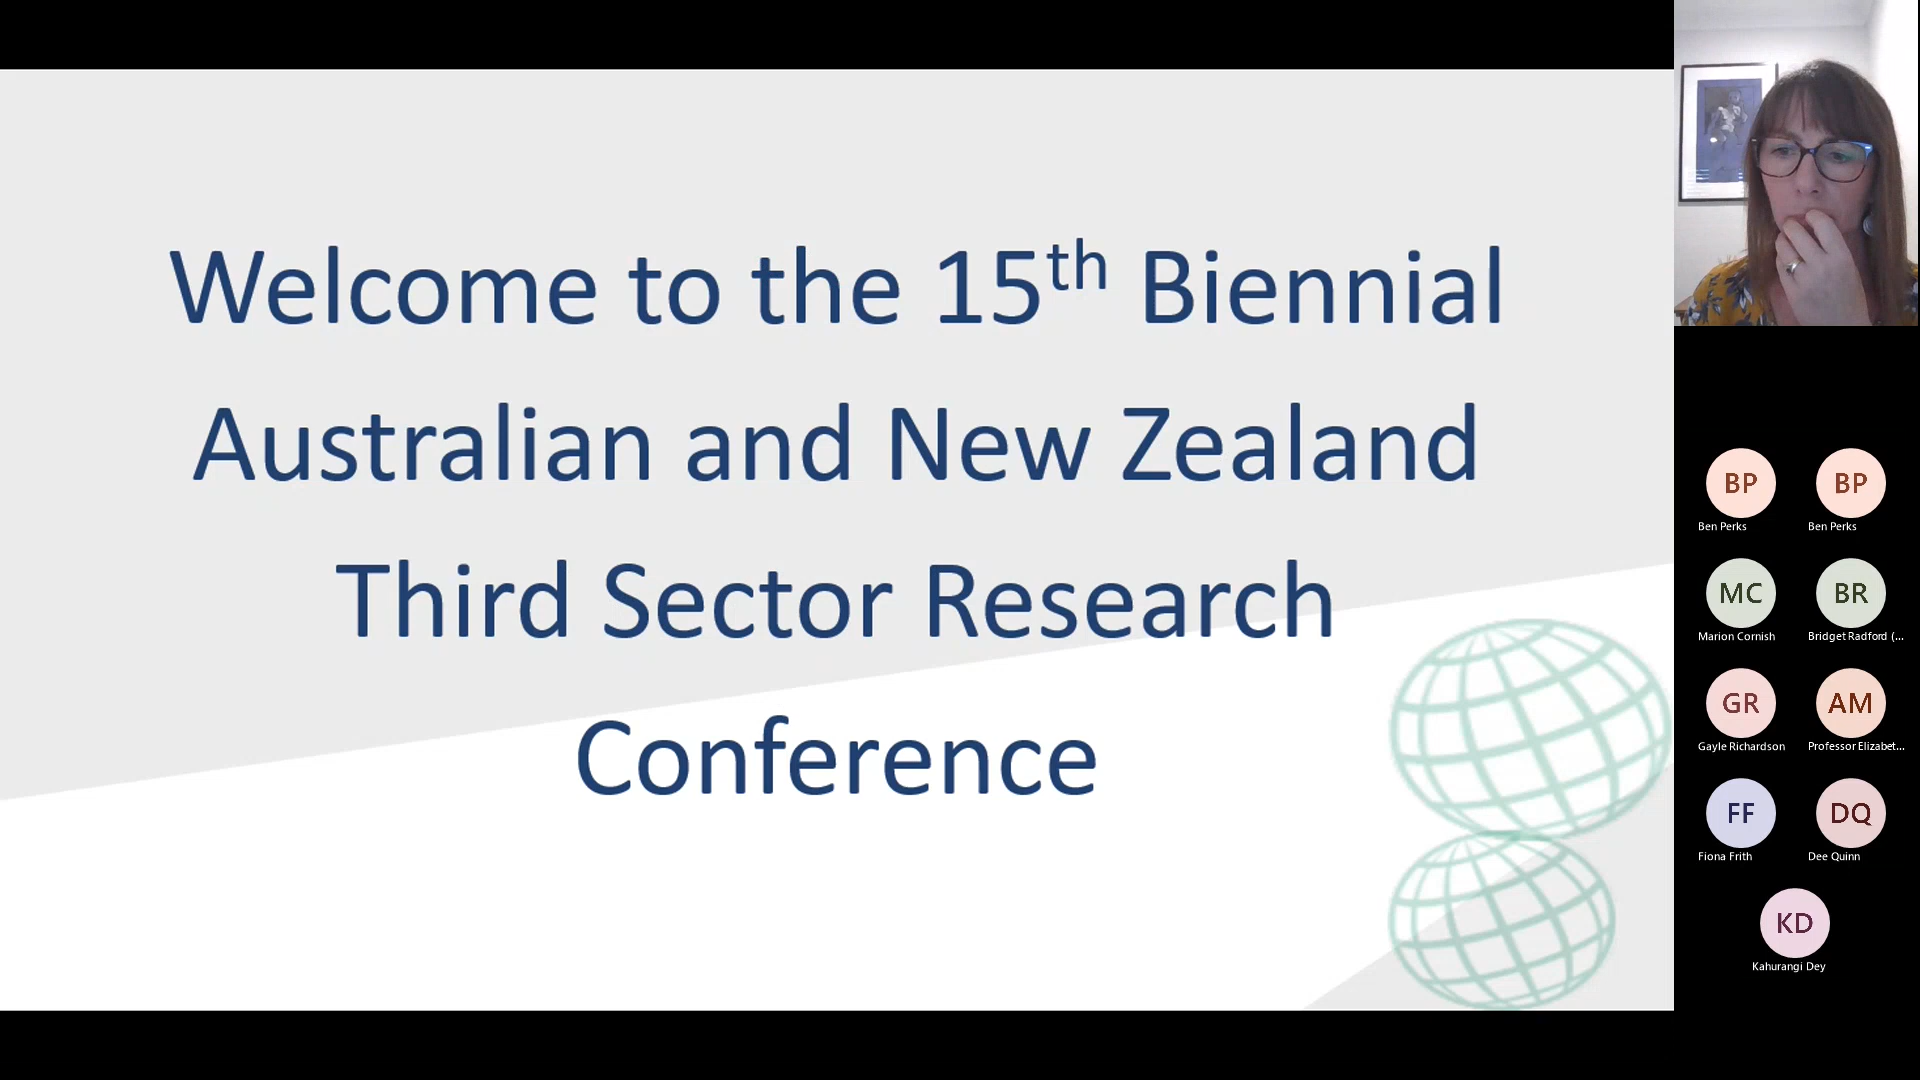 Welcome to the 15th Biennial
Australian and New Zealand
Third Sector Research
Conference
BP
BP
Ben Perks
Ben Perks
MC
BR
Marion Cornish
Bridget Radford (...
GR
AM
Gayle Richardson
Professor Elizabet...
FF
DQ
Fiona Frith
Dee Quinn
KD
Kahurangi Dey